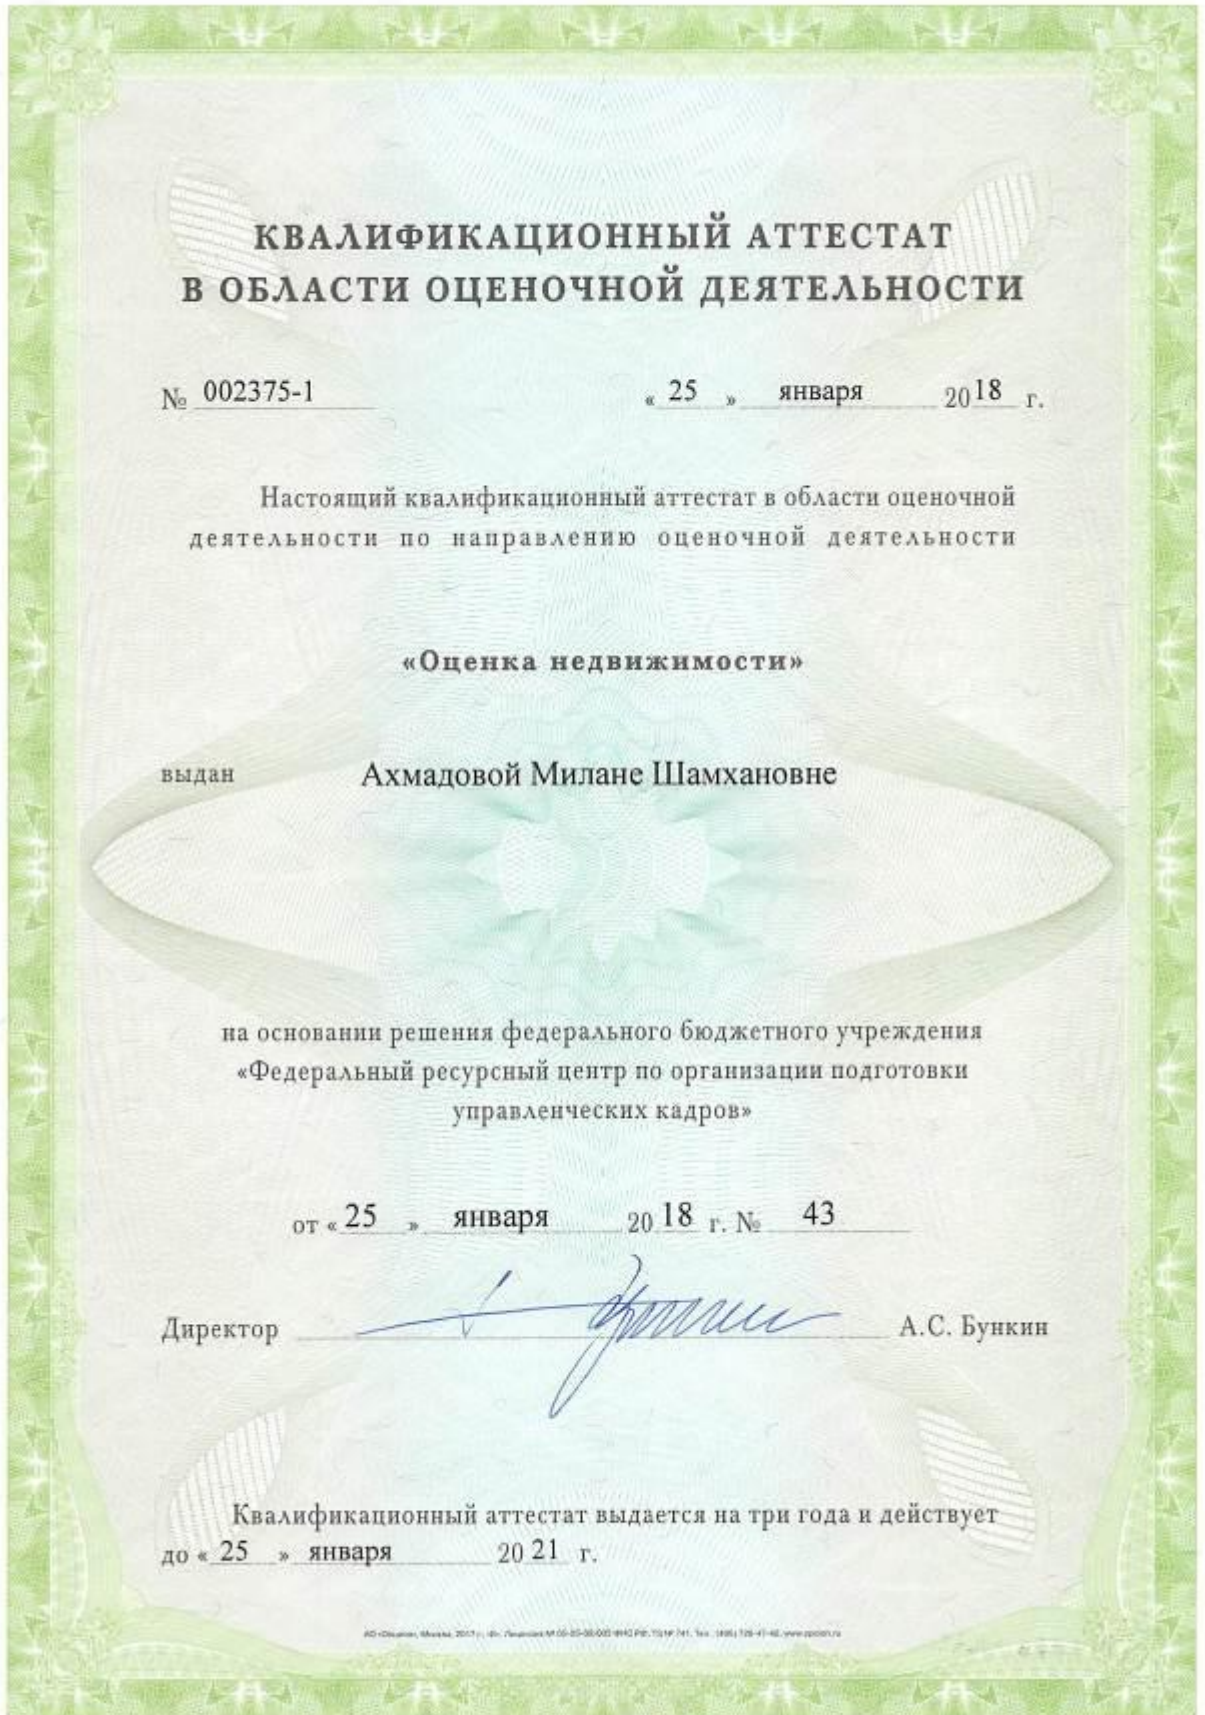 КВАЛИФИКАЦИОННЫЙ АТТЕСТАТ
В ОБЛАСТИ ОЦЕНОЧНОЙ ДЕЯТЕЛЬНОСТИ
№ 002375-1 « 25 » января 2018 г.
Настоящий квалификационный аттестат в области оценочной
деятельности по направлению оценочной деятельности
«Оценка недвижимости»
выдан Ахмадовой Милане Шамхановне
на основании решения федерального бюджетного учреждения
«Федеральный ресурсный центр по организации подготовки
управленческих кадров»
от « 25 » января 2018 г. № 43
Директор А.С. Бункин
Квалификационный аттестат выдается на три года и действует
до « 25 » января 2021 г.
Москва, 2017 г.